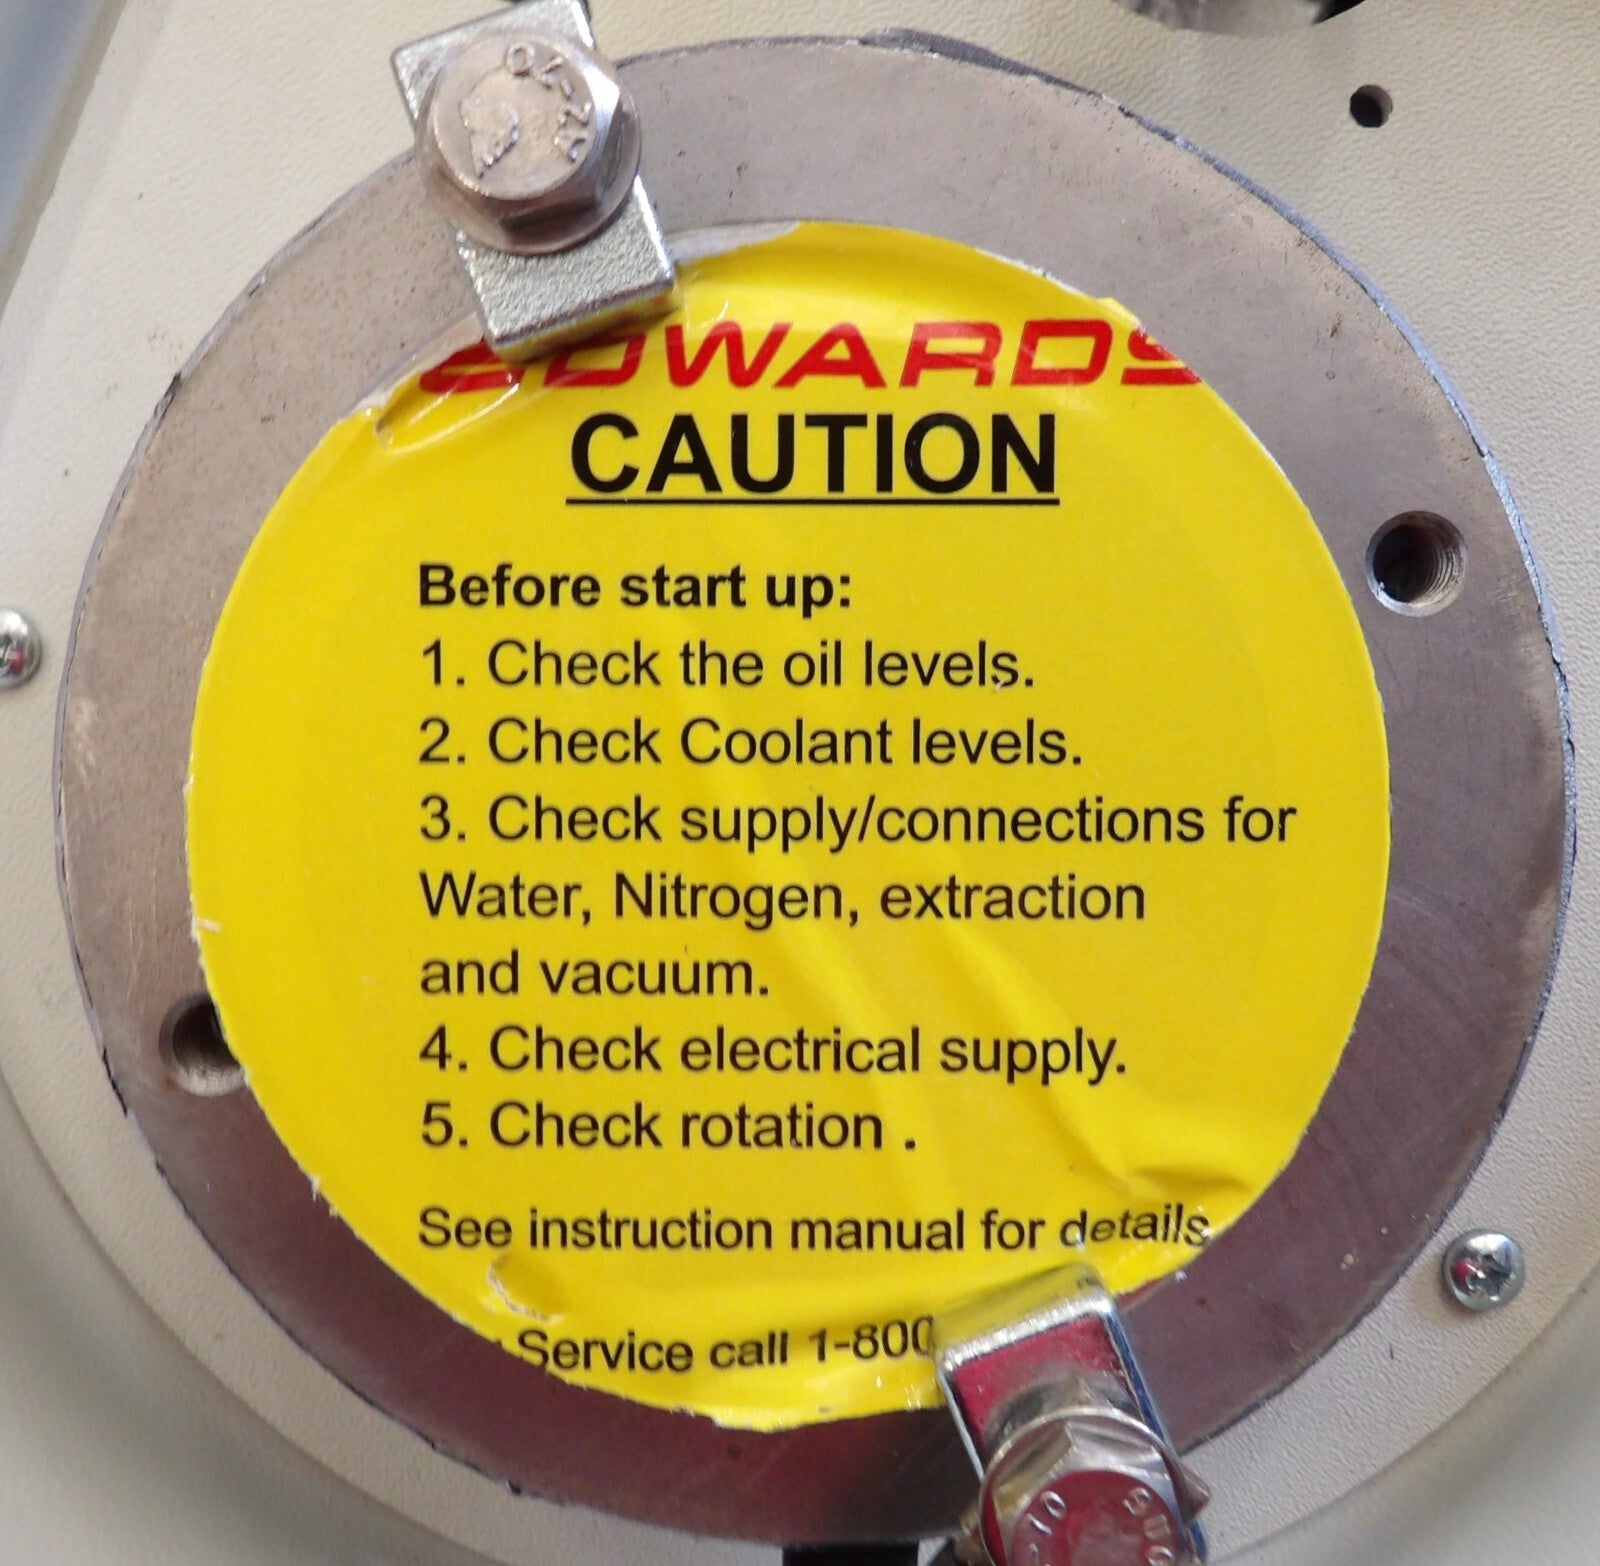 EDWARDS
CAUTION
Before start up:
1. Check the oil levels.
2. Check Coolant levels.
3. Check supply/connections for
Water, Nitrogen, extraction
and vacuum.
4. Check electrical supply.
5. Check rotation .
See instruction manual for details
Service call 1-800